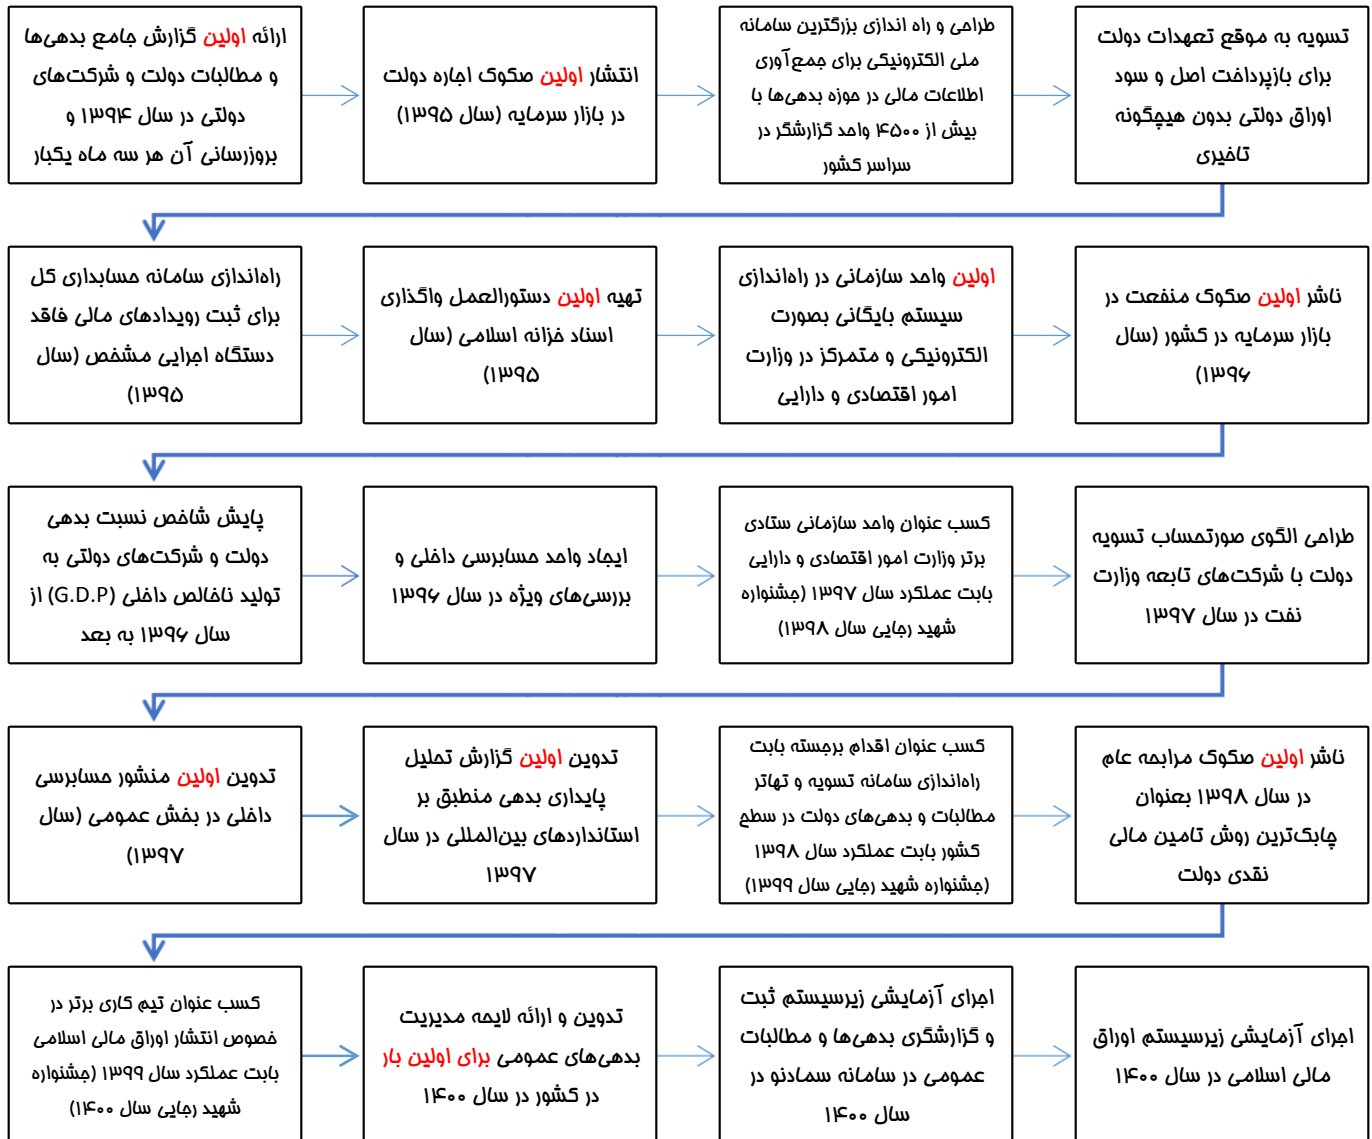 ارائه اولین گزارش جامع بدهی‌ها
و مطالبات دولت و شرکت‌های
دولتی در سال ۱۳۹۴ و
بروزرسانی آن هر سه ماه یکبار
انتشار اولین صکوک اجاره دولت
در بازار سرمایه (سال ۱۳۹۵)
طراحی و راه اندازی بزرگترین سامانه
ملی الکترونیکی برای جمع‌آوری
اطلاعات مالی در حوزه بدهی‌ها با
بیش از ۴۵۰۰ واحد گزارشگر در
سراسر کشور
تسویه به موقع تعهدات دولت
برای بازپرداخت اصل و سود
اوراق دولتی بدون هیچگونه
تاخیری
راه‌اندازی سامانه حسابداری کل
برای ثبت رویدادهای مالی فاقد
دستگاه اجرایی مشخص (سال
۱۳۹۵)
تهیه اولین دستورالعمل واگذاری
اسناد خزانه اسلامی (سال
۱۳۹۵)
اولین واحد سازمانی در راه‌اندازی
سیستم بایگانی بصورت
الکترونیکی و متمرکز در وزارت
امور اقتصادی و دارایی
ناشر اولین صکوک منفعت در
بازار سرمایه در کشور (سال
۱۳۹۶)
پایش شاخص نسبت بدهی
دولت و شرکت‌های دولتی به
تولید ناخالص داخلی (G.D.P) از
سال ۱۳۹۶ به بعد
ایجاد واحد حسابرسی داخلی و
بررسی‌های ویژه در سال ۱۳۹۶
کسب عنوان واحد سازمانی ستادی
برتر وزارت امور اقتصادی و دارایی
بابت عملکرد سال ۱۳۹۷ (جشنواره
شهید رجایی سال ۱۳۹۸)
طراحی الگوی صورتحساب تسویه
دولت با شرکت‌های تابعه وزارت
نفت در سال ۱۳۹۷
تدوین اولین منشور حسابرسی
داخلی در بخش عمومی (سال
۱۳۹۷)
تدوین اولین گزارش تحلیل
پایداری بدهی منطبق بر
استانداردهای بین‌المللی در سال
۱۳۹۷
کسب عنوان اقدام برجسته بابت
راه‌اندازی سامانه تسویه و تهاتر
مطالبات و بدهی‌های دولت در سطح
کشور بابت عملکرد سال ۱۳۹۸
(جشنواره شهید رجایی سال ۱۳۹۹)
ناشر اولین صکوک مرابحه عام
در سال ۱۳۹۸ بعنوان
چابک‌ترین روش تامین مالی
نقدی دولت
کسب عنوان تیم کاری برتر در
خصوص انتشار اوراق مالی اسلامی
بابت عملکرد سال ۱۳۹۹ (جشنواره
شهید رجایی سال ۱۴۰۰)
تدوین و ارائه لایحه مدیریت
بدهی‌های عمومی برای اولین بار
در کشور در سال ۱۴۰۰
اجرای آزمایشی زیرسیستم ثبت
و گزارشگری بدهی‌ها و مطالبات
عمومی در سامانه سمادنو در
سال ۱۴۰۰
اجرای آزمایشی زیرسیستم اوراق
مالی اسلامی در سال ۱۴۰۰